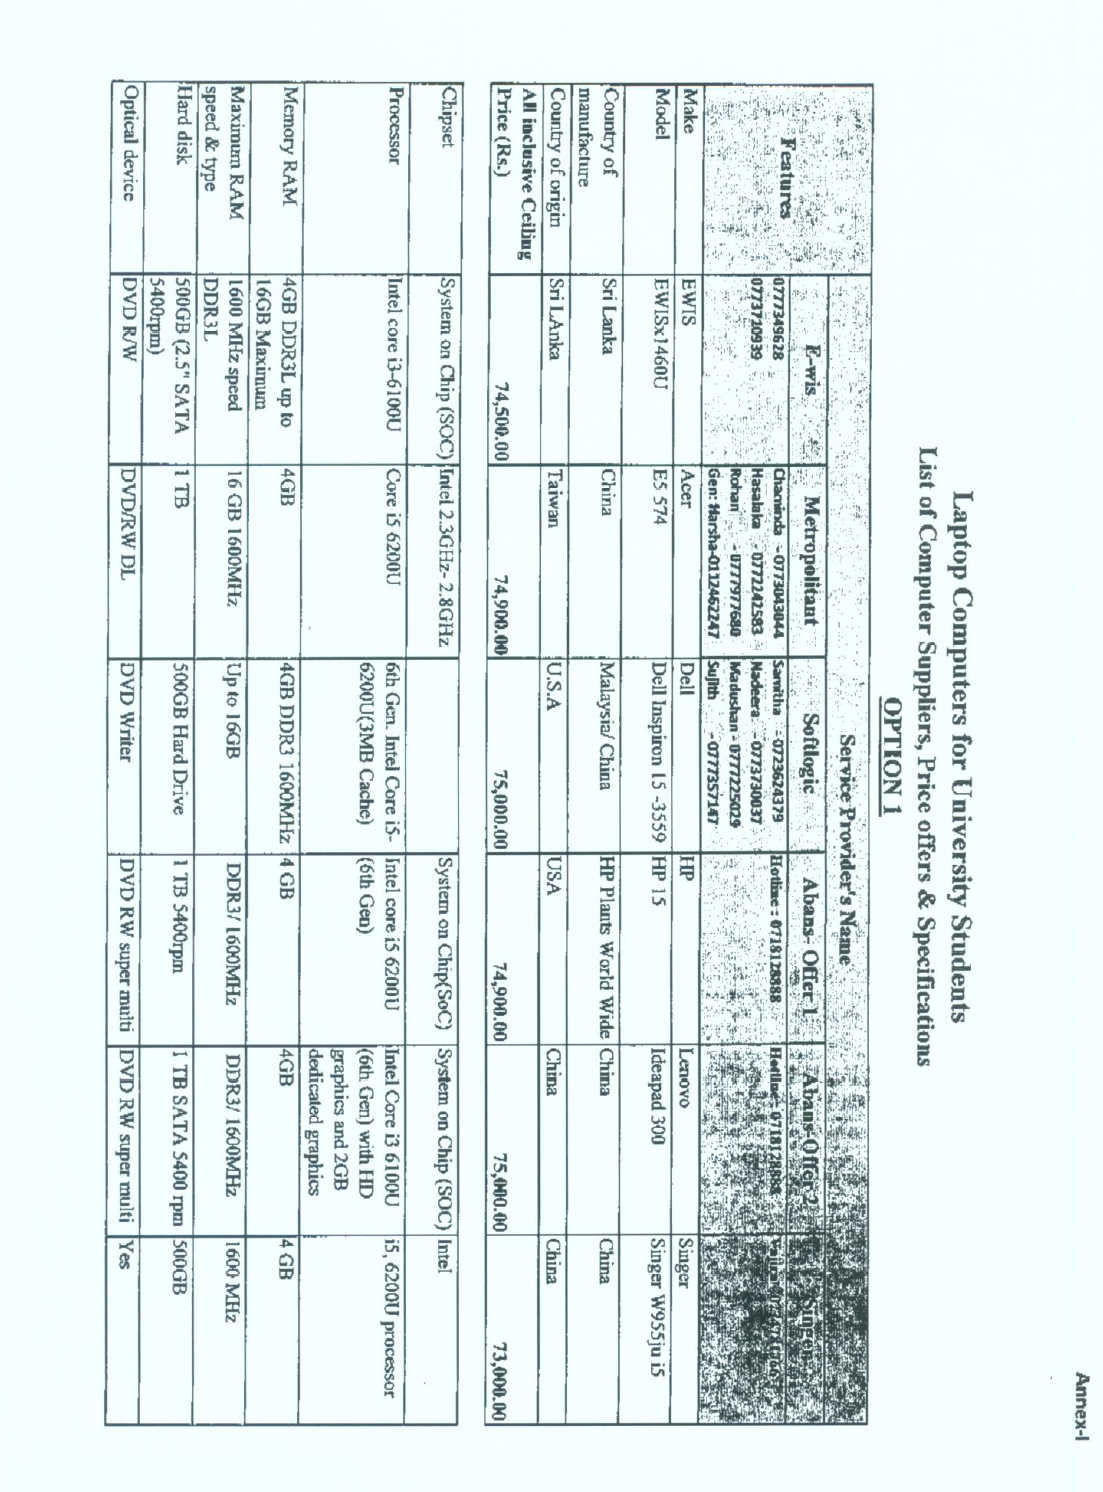 Annex-I
Laptop Computers for University Students
List of Computer Suppliers, Price offers & Specifications
OPTION 1
Features
Service Provider's Name
E-wis
Metropolitant
Softlogic
Abans- Offer 1
Abans-Offer 2
Singer
0777349628
0773710939
Chaminda - 0773043044
Hasalaka - 0772242583
Rohan - 0777977680
Gen: Harsha-0112462247
Samitha - 0723624379
Nadeera - 0773730037
Madushan - 0777225029
Sujith - 0777357147
Hotline : 0718128888
Hotline : 0718128888
Make
EWIS
Acer
Dell
HP
Lenovo
Singer
Model
EWISx1460U
E5 574
Dell Inspiron 15 -3559
HP 15
Ideapad 300
Singer W955ju i5
Country of
manufacture
Sri Lanka
China
Malaysia/ China
HP Plants World Wide
China
China
Country of origin
Sri LAnka
Taiwan
U.S.A
USA
China
China
All inclusive Ceiling
Price (Rs.)
74,500.00
74,900.00
75,000.00
74,900.00
75,000.00
73,000.00
Chipset
System on Chip (SOC)
Intel 2.3GHz- 2.8GHz
System on Chip(SoC)
System on Chip (SOC)
Intel
Processor
Intel core i3-6100U
Core i5 6200U
6th Gen. Intel Core i5-
6200U(3MB Cache)
Intel core i5 6200U
(6th Gen)
Intel Core i3 6100U
(6th Gen) with HD
graphics and 2GB
dedicated graphics
i5, 6200U processor
Memory RAM
4GB DDR3L up to
16GB Maximum
4GB
4GB DDR3 1600MHz
4 GB
4GB
4 GB
Maximum RAM
speed & type
1600 MHz speed
DDR3L
16 GB 1600MHz
Up to 16GB
DDR3/ 1600MHz
DDR3/ 1600MHz
1600 MHz
Hard disk
500GB (2.5" SATA
5400rpm)
1 TB
500GB Hard Drive
1 TB 5400rpm
1 TB SATA 5400 rpm
500GB
Optical device
DVD R/W
DVD/RW DL
DVD Writer
DVD RW super multi
DVD RW super multi
Yes